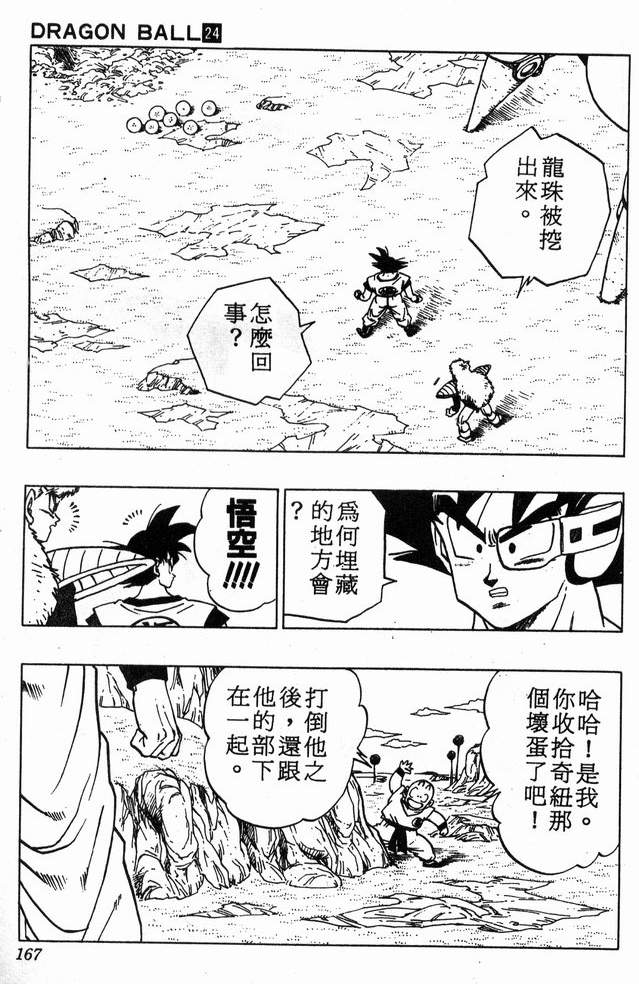 DRAGON BALL 24
龍珠被挖
出來。
怎麼回
事？
爲何埋藏
的地方會
？
悟空!!!!
哈哈！是我。
你收拾奇紐那
個壞蛋了吧！
打倒他之
後，還跟
他的部下
在一起。
167